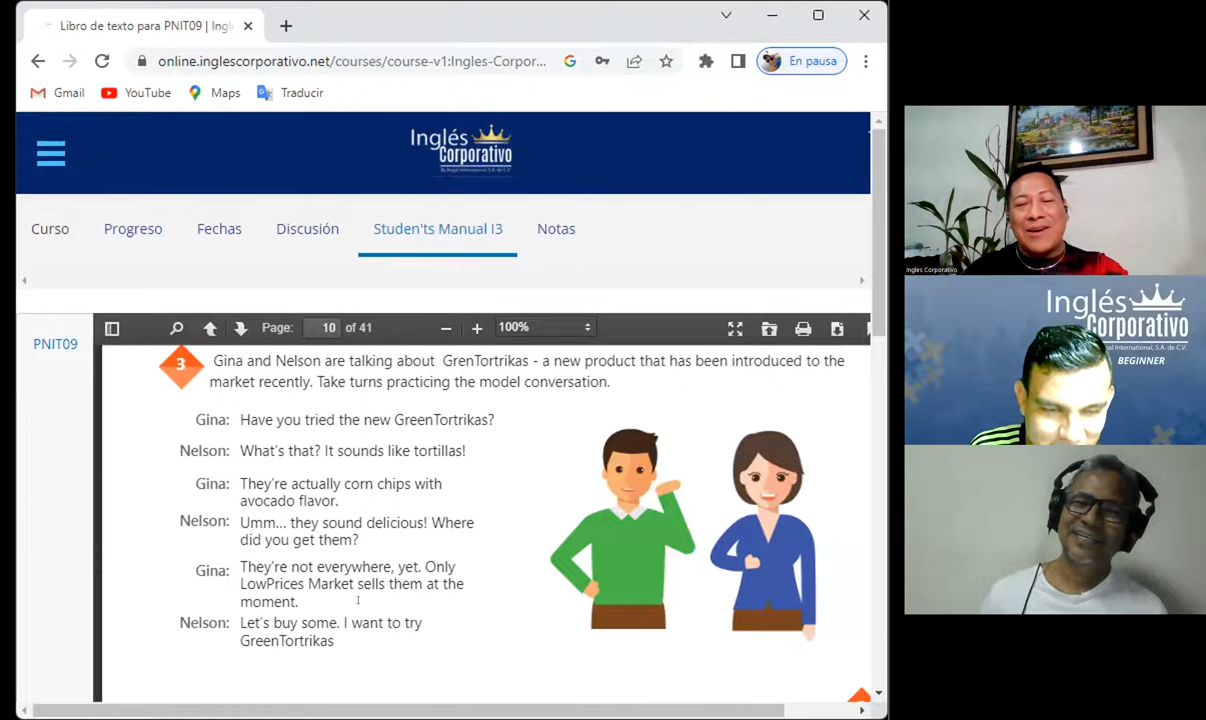 Libro de texto para PNIT09 | Ingl
online.inglescorporativo.net/courses/course-v1:Ingles-Corpor...
En pausa
Gmail
YouTube
Maps
Traducir
Inglés
Corporativo
By Angel International, S.A. de C.V.
Curso
Progreso
Fechas
Discusión
Studen'ts Manual I3
Notas
PNIT09
Page: 10 of 41
100%
3
Gina and Nelson are talking about GrenTortrikas - a new product that has been introduced to the
market recently. Take turns practicing the model conversation.
Gina: Have you tried the new GreenTortrikas?
Nelson: What's that? It sounds like tortillas!
Gina: They're actually corn chips with
avocado flavor.
Nelson: Umm... they sound delicious! Where
did you get them?
Gina: They're not everywhere, yet. Only
LowPrices Market sells them at the
moment.
Nelson: Let's buy some. I want to try
GreenTortrikas
Ingles Corporativo
Inglés
Corporativo
International, S.A. de C.V.
BEGINNER